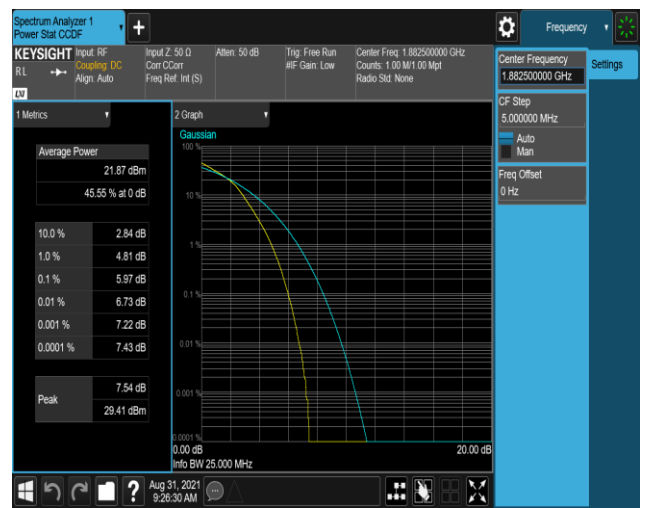 Spectrum Analyzer 1
Power Stat CCDF
Frequency
KEYSIGHT
RL
LXI
Input: RF
Coupling: DC
Align: Auto
Input Z: 50 Ω
Corr CCorr
Freq Ref: Int (S)
Atten: 50 dB
Trig: Free Run
#IF Gain: Low
Center Freq: 1.882500000 GHz
Counts: 1.00 M/1.00 Mpt
Radio Std: None
Center Frequency
1.882500000 GHz
Settings
CF Step
5.000000 MHz
Auto
Man
Freq Offset
0 Hz
1 Metrics
Average Power
21.87 dBm
45.55 % at 0 dB
10.0 % 2.84 dB
1.0 % 4.81 dB
0.1 % 5.97 dB
0.01 % 6.73 dB
0.001 % 7.22 dB
0.0001 % 7.43 dB
Peak
7.54 dB
29.41 dBm
2 Graph
Gaussian
100 %
10 %
1 %
0.1 %
0.01 %
0.001 %
0.0001 %
0.00 dB
20.00 dB
Info BW 25.000 MHz
?
Aug 31, 2021
9:26:30 AM